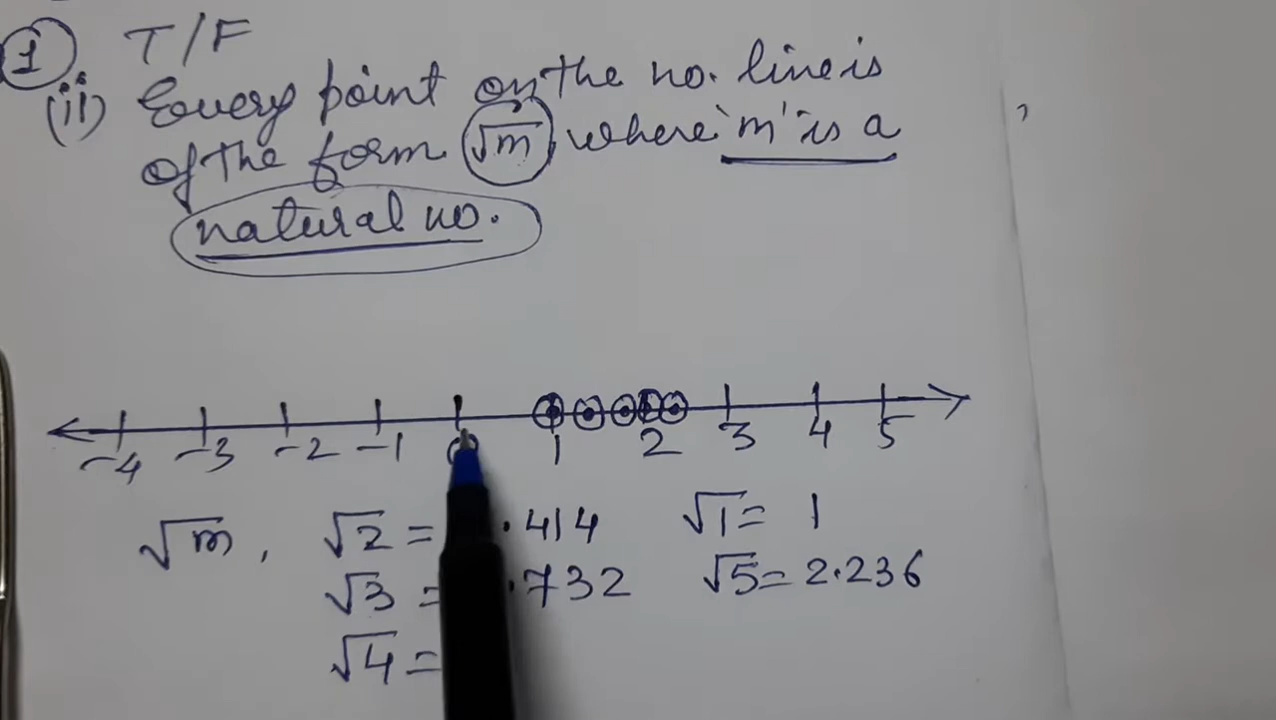 1 T/F
(ii) Every point on the no. line is
of the form √m, where 'm' is a
natural no.
-4 -3 -2 -1 0 1 2 3 4 5
√m, √2 = .414 √1 = 1
√3 = .732 √5 = 2.236
√4 =